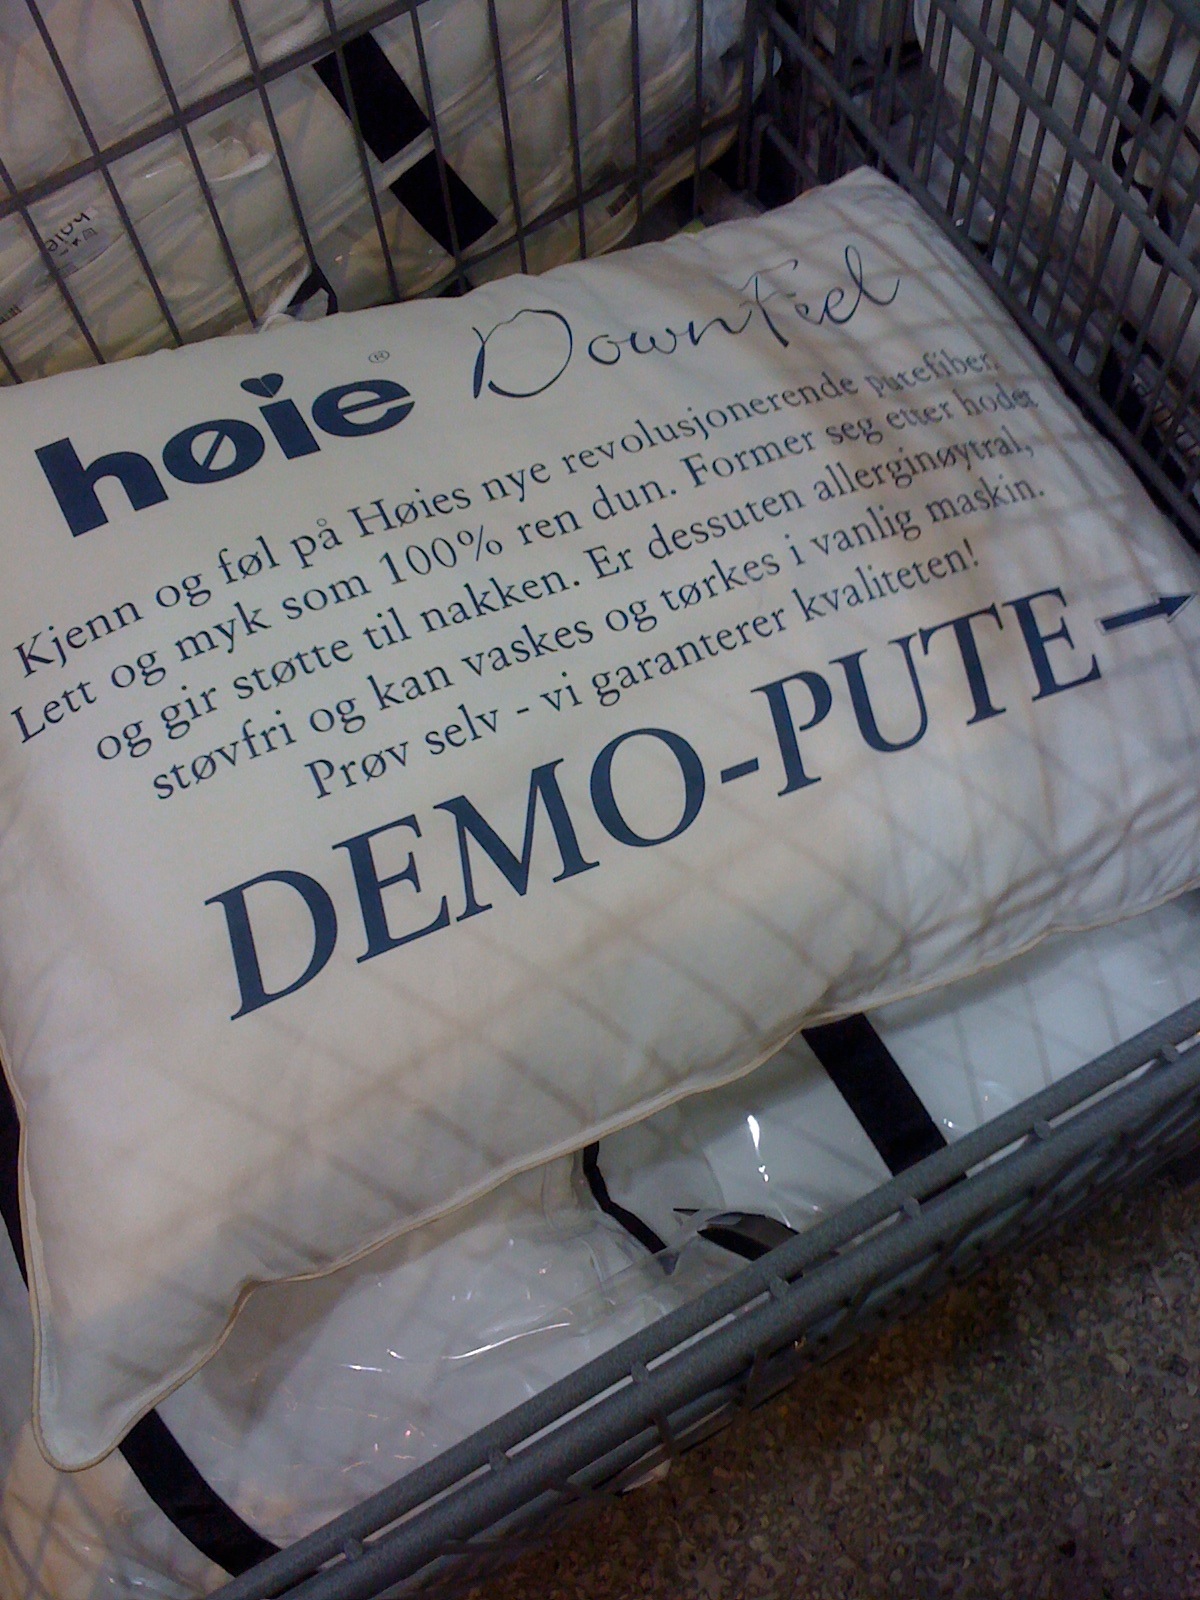 høie® DownFeel
Kjenn og føl på Høies nye revolusjonerende putefiber.
Lett og myk som 100% ren dun. Former seg etter hodet
og gir støtte til nakken. Er dessuten allerginøytral,
støvfri og kan vaskes og tørkes i vanlig maskin.
Prøv selv - vi garanterer kvaliteten!
DEMO-PUTE →
høie